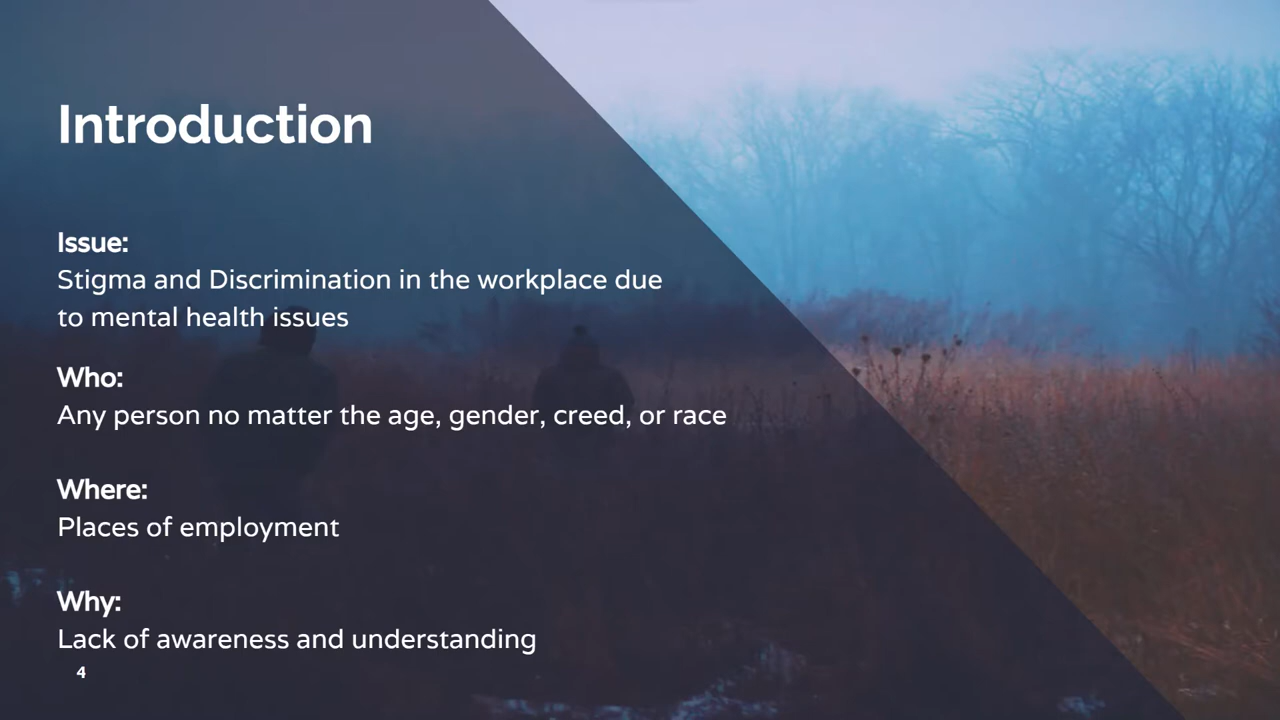 Introduction
Issue:
Stigma and Discrimination in the workplace due
to mental health issues
Who:
Any person no matter the age, gender, creed, or race
Where:
Places of employment
Why:
Lack of awareness and understanding
4